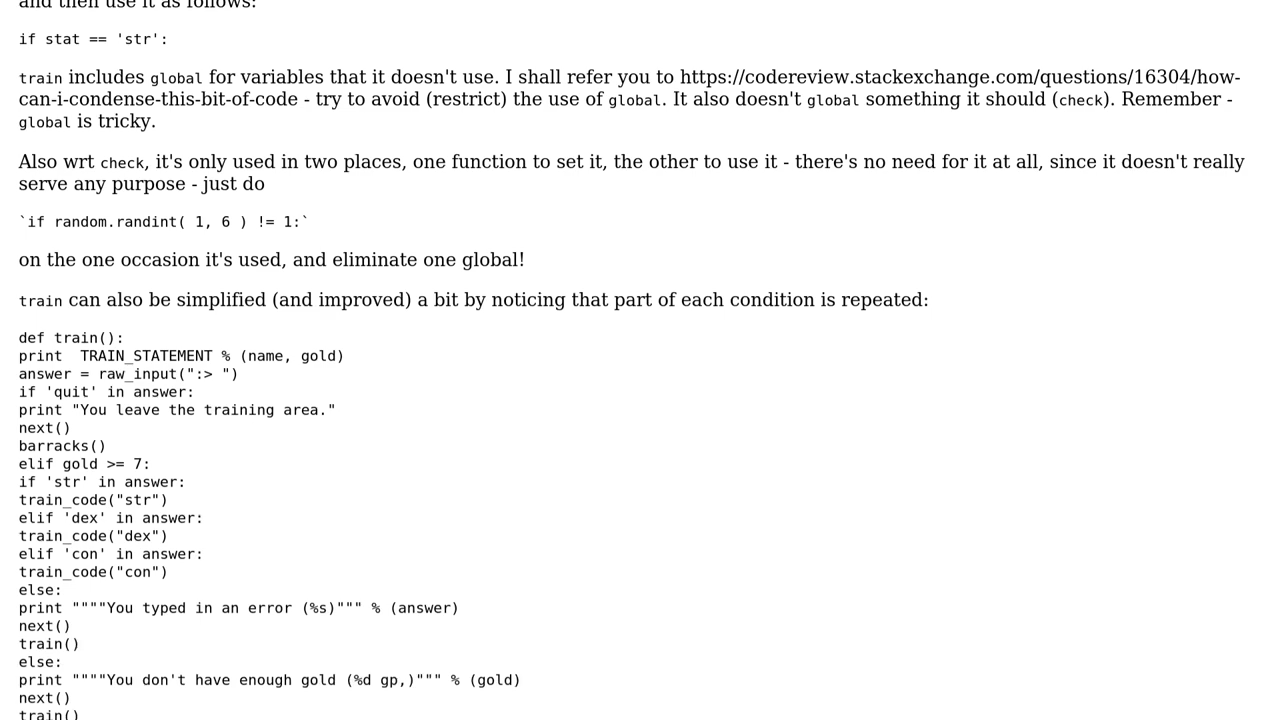 and then use it as follows:
if stat == 'str':
train includes global for variables that it doesn't use. I shall refer you to https://codereview.stackexchange.com/questions/16304/how-
can-i-condense-this-bit-of-code - try to avoid (restrict) the use of global. It also doesn't global something it should (check). Remember -
global is tricky.
Also wrt check, it's only used in two places, one function to set it, the other to use it - there's no need for it at all, since it doesn't really
serve any purpose - just do
`if random.randint( 1, 6 ) != 1:`
on the one occasion it's used, and eliminate one global!
train can also be simplified (and improved) a bit by noticing that part of each condition is repeated:
def train():
print  TRAIN_STATEMENT % (name, gold)
answer = raw_input(":> ")
if 'quit' in answer:
print "You leave the training area."
next()
barracks()
elif gold >= 7:
if 'str' in answer:
train_code("str")
elif 'dex' in answer:
train_code("dex")
elif 'con' in answer:
train_code("con")
else:
print """"You typed in an error (%s)""" % (answer)
next()
train()
else:
print """"You don't have enough gold (%d gp,)""" % (gold)
next()
train()